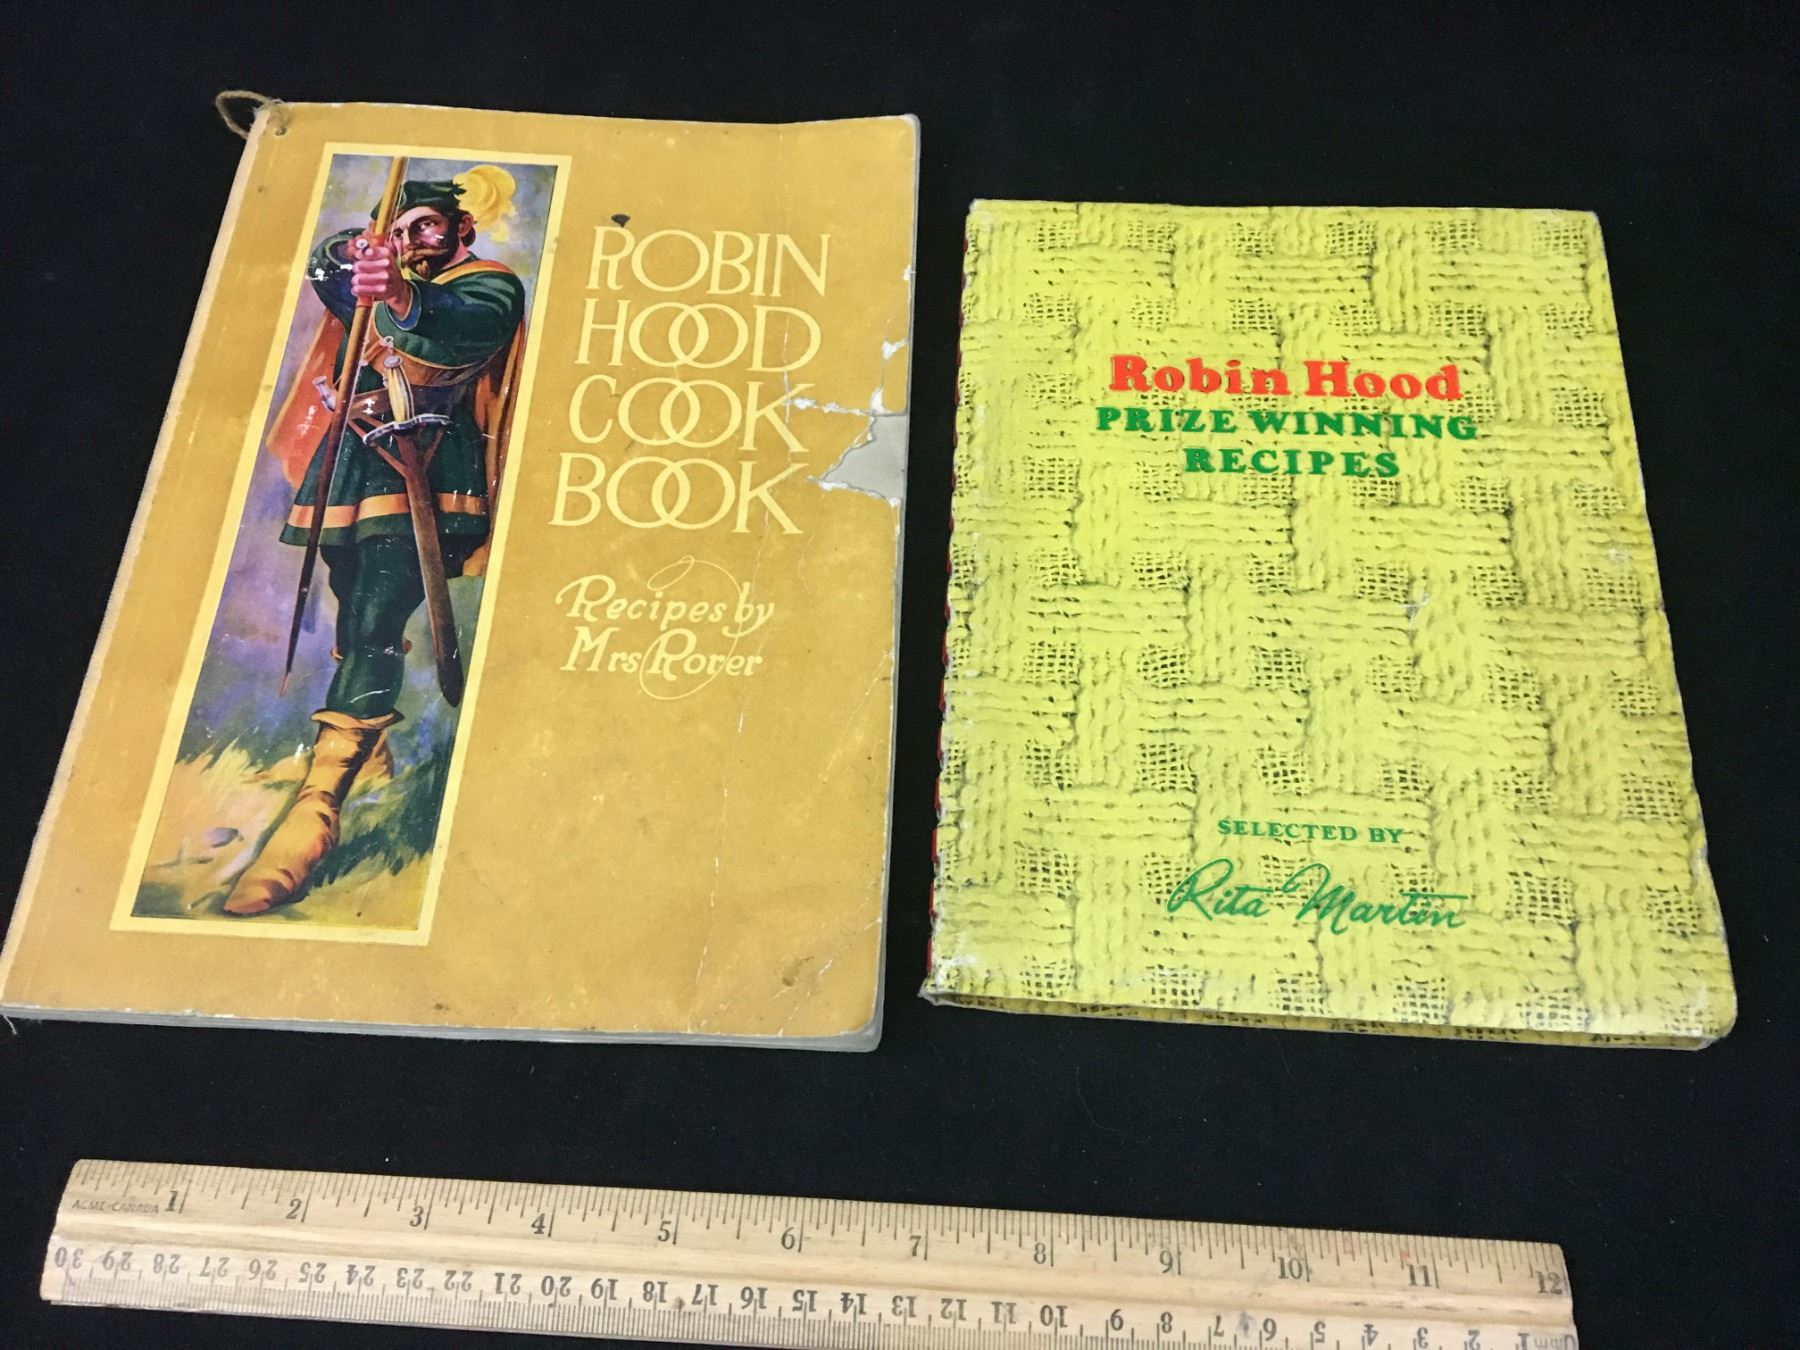 ROBIN
HOOD
COOK
BOOK
Recipes by
Mrs Rorer
Robin Hood
PRIZE WINNING
RECIPES
SELECTED BY
Rita Martin
ACME-CANADA 1 2 3 4 5 6 7 8 9 10 11 12
30 29 28 27 26 25 24 23 22 21 20 19 18 17 16 15 14 13 12 11 10 9 8 7 6 5 4 3 2 1 mm 0